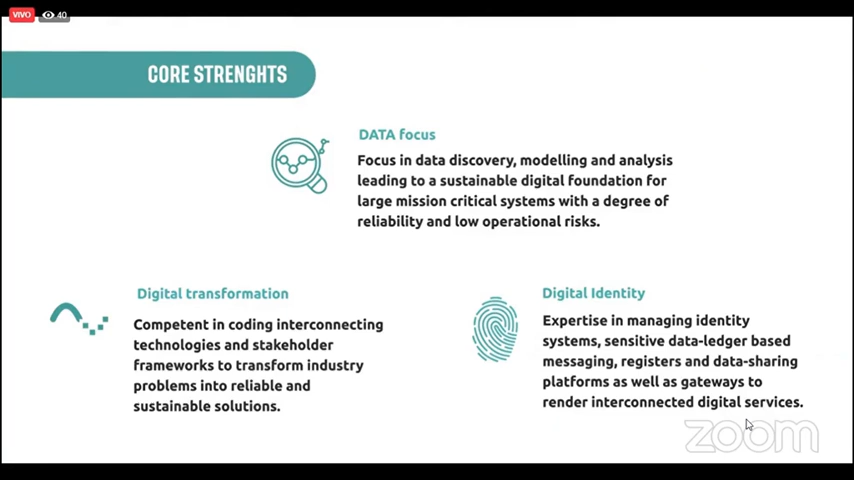 VIVO 40
CORE STRENGHTS
DATA focus
Focus in data discovery, modelling and analysis
leading to a sustainable digital foundation for
large mission critical systems with a degree of
reliability and low operational risks.
Digital transformation
Competent in coding interconnecting
technologies and stakeholder
frameworks to transform industry
problems into reliable and
sustainable solutions.
Digital Identity
Expertise in managing identity
systems, sensitive data-ledger based
messaging, registers and data-sharing
platforms as well as gateways to
render interconnected digital services.
zoom